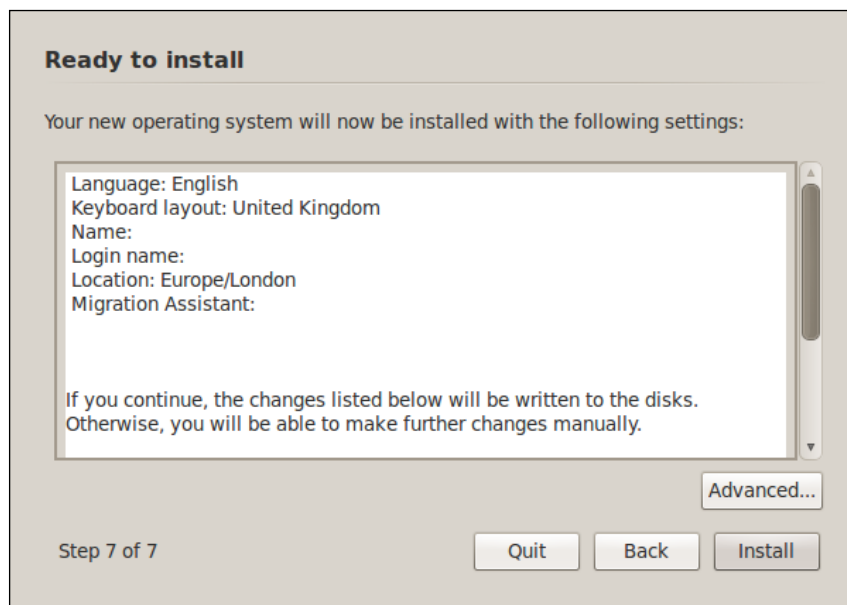 Ready to install
Your new operating system will now be installed with the following settings:
Language: English
Keyboard layout: United Kingdom
Name:
Login name:
Location: Europe/London
Migration Assistant:
If you continue, the changes listed below will be written to the disks.
Otherwise, you will be able to make further changes manually.
Advanced...
Step 7 of 7
Quit
Back
Install